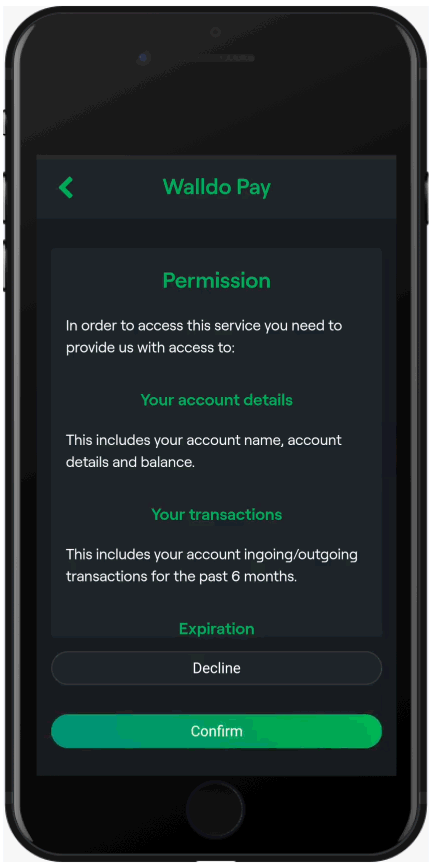 Walldo Pay
Permission
In order to access this service you need to
provide us with access to:
Your account details
This includes your account name, account
details and balance.
Your transactions
This includes your account ingoing/outgoing
transactions for the past 6 months.
Expiration
Decline
Confirm